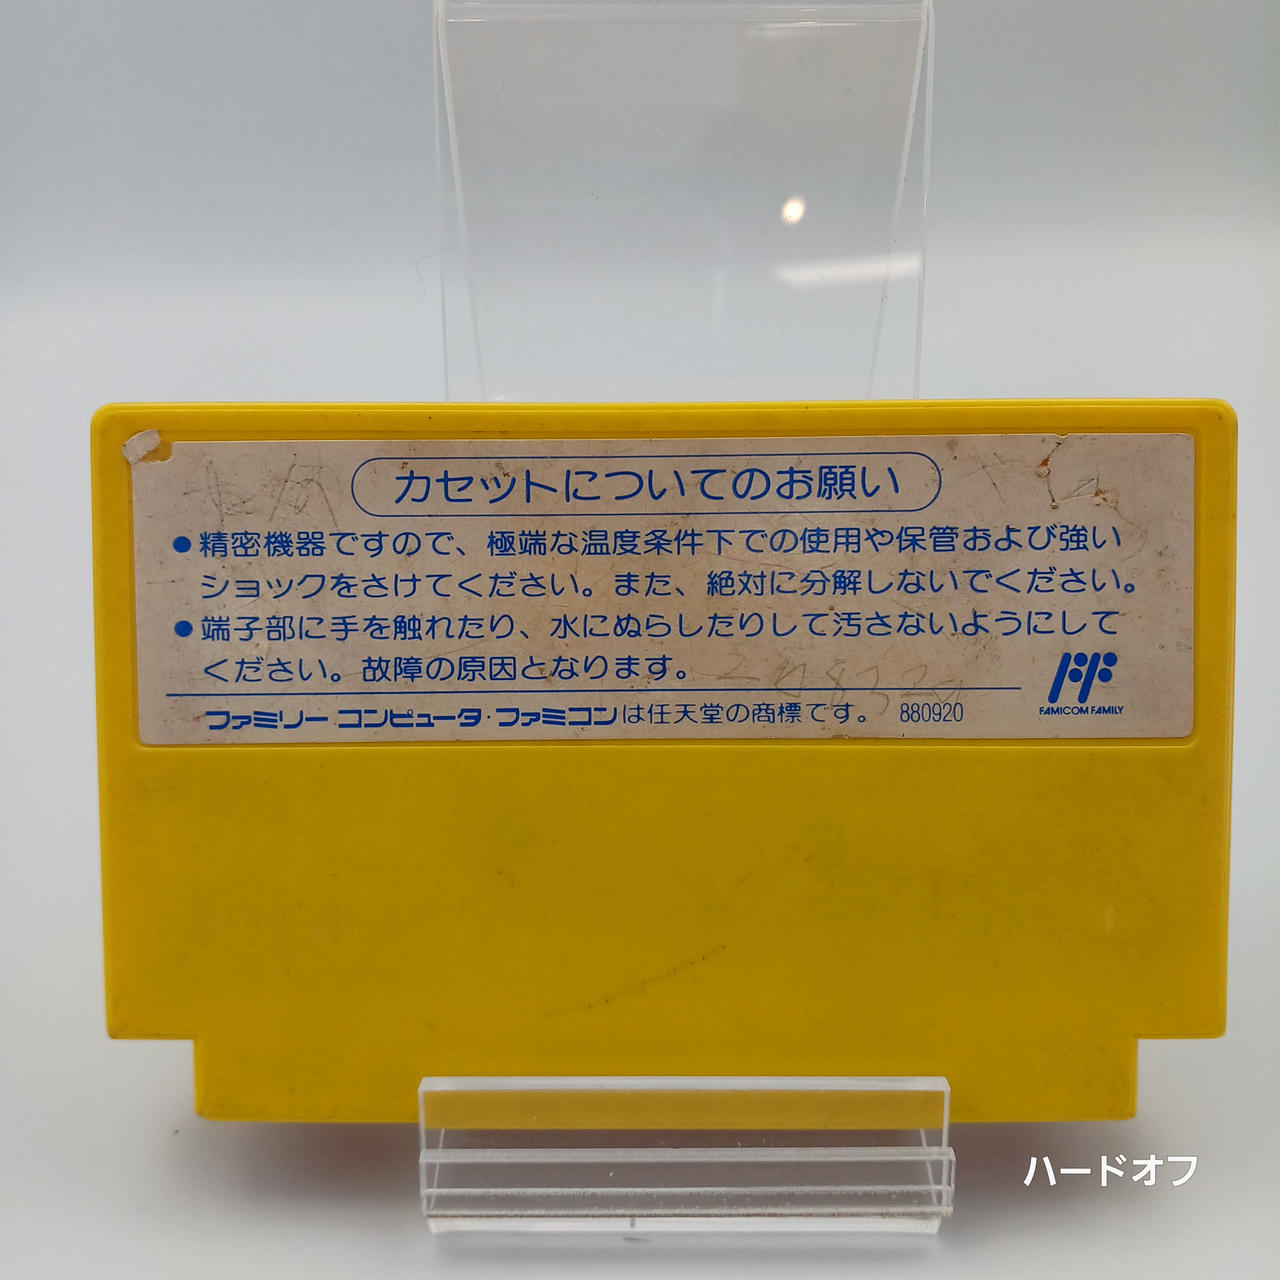 カセットについてのお願い
●精密機器ですので、極端な温度条件下での使用や保管および強い
ショックをさけてください。また、絶対に分解しないでください。
●端子部に手を触れたり、水にぬらしたりして汚さないようにして
ください。故障の原因となります。
ファミリーコンピュータ・ファミコンは任天堂の商標です。 880920
FAMICOM FAMILY
ハードオフ